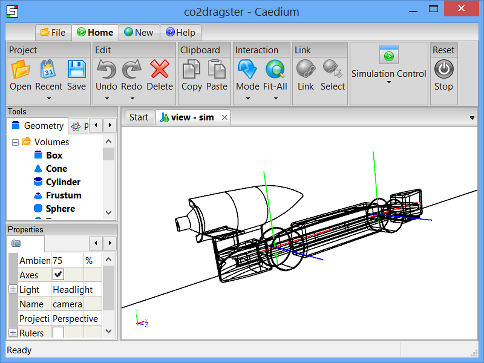 co2dragster - Caedium
File Home New Help
Project Edit Clipboard Interaction Link Reset
Open Recent Save Undo Redo Delete Copy Paste Mode Fit-All Link Select Simulation Control Stop
Tools
Geometry
Volumes
Box
Cone
Cylinder
Frustum
Sphere
Properties
Ambien 75 %
Axes
Light Headlight
Name camera
Projecti Perspective
Rulers
Start view - sim
Ready